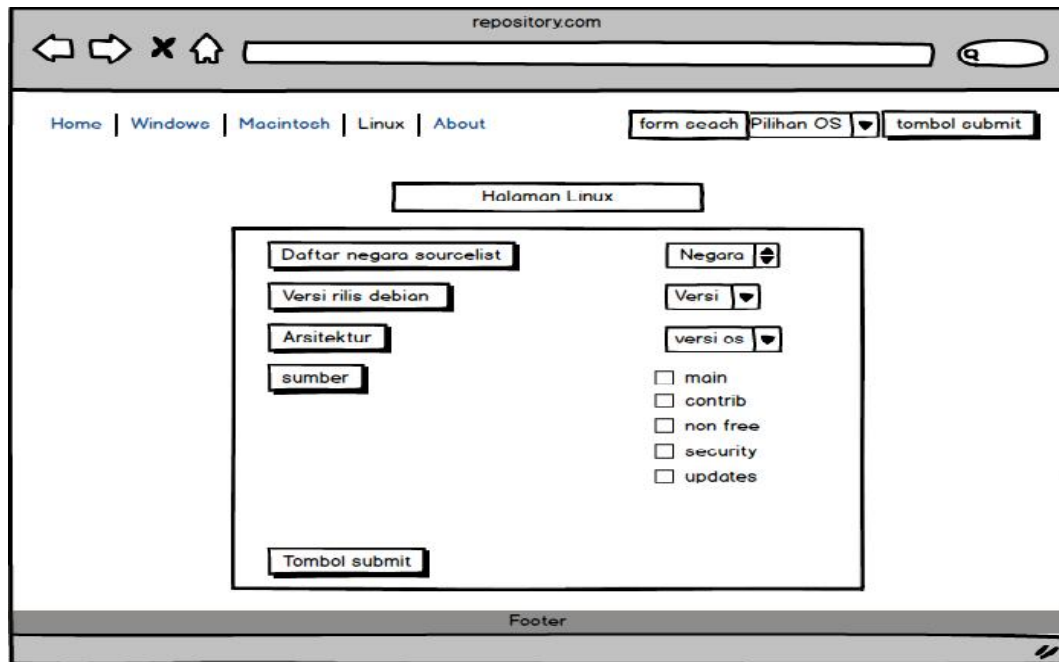 repository.com
Home | Windows | Macintosh | Linux | About form seach Pilihan OS tombol submit
Halaman Linux
Daftar negara sourcelist Negara
Versi rilis debian Versi
Arsitektur versi os
sumber main
contrib
non free
security
updates
Tombol submit
Footer